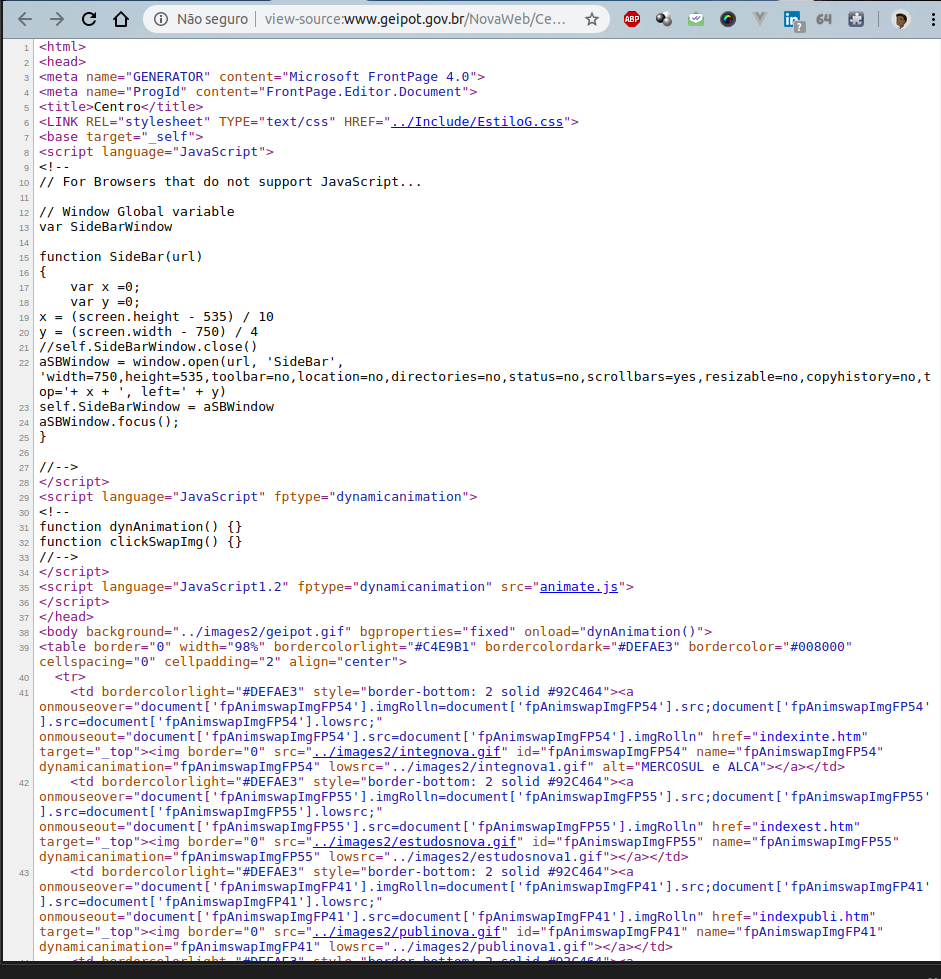 Não seguro | view-source:www.geipot.gov.br/NovaWeb/Ce... ABP in ? 64
1 <html>
2 <head>
3 <meta name="GENERATOR" content="Microsoft FrontPage 4.0">
4 <meta name="ProgId" content="FrontPage.Editor.Document">
5 <title>Centro</title>
6 <LINK REL="stylesheet" TYPE="text/css" HREF="../Include/EstiloG.css">
7 <base target="_self">
8 <script language="JavaScript">
9 <!--
10 // For Browsers that do not support JavaScript...
11
12 // Window Global variable
13 var SideBarWindow
14
15 function SideBar(url)
16 {
17     var x =0;
18     var y =0;
19 x = (screen.height - 535) / 10
20 y = (screen.width - 750) / 4
21 //self.SideBarWindow.close()
22 aSBWindow = window.open(url, 'SideBar',
'width=750,height=535,toolbar=no,location=no,directories=no,status=no,scrollbars=yes,resizable=no,copyhistory=no,t
op='+ x + ', left=' + y)
23 self.SideBarWindow = aSBWindow
24 aSBWindow.focus();
25 }
26
27 //-->
28 </script>
29 <script language="JavaScript" fptype="dynamicanimation">
30 <!--
31 function dynAnimation() {}
32 function clickSwapImg() {}
33 //-->
34 </script>
35 <script language="JavaScript1.2" fptype="dynamicanimation" src="animate.js">
36 </script>
37 </head>
38 <body background="../images2/geipot.gif" bgproperties="fixed" onload="dynAnimation()">
39 <table border="0" width="98%" bordercolorlight="#C4E9B1" bordercolordark="#DEFAE3" bordercolor="#008000"
cellspacing="0" cellpadding="2" align="center">
40   <tr>
41     <td bordercolorlight="#DEFAE3" style="border-bottom: 2 solid #92C464"><a
onmouseover="document['fpAnimswapImgFP54'].imgRolln=document['fpAnimswapImgFP54'].src;document['fpAnimswapImgFP54'
].src=document['fpAnimswapImgFP54'].lowsrc;"
onmouseout="document['fpAnimswapImgFP54'].src=document['fpAnimswapImgFP54'].imgRolln" href="indexinte.htm"
target="_top"><img border="0" src="../images2/integnova.gif" id="fpAnimswapImgFP54" name="fpAnimswapImgFP54"
dynamicanimation="fpAnimswapImgFP54" lowsrc="../images2/integnova1.gif" alt="MERCOSUL e ALCA"></a></td>
42     <td bordercolorlight="#DEFAE3" style="border-bottom: 2 solid #92C464"><a
onmouseover="document['fpAnimswapImgFP55'].imgRolln=document['fpAnimswapImgFP55'].src;document['fpAnimswapImgFP55'
].src=document['fpAnimswapImgFP55'].lowsrc;"
onmouseout="document['fpAnimswapImgFP55'].src=document['fpAnimswapImgFP55'].imgRolln" href="indexest.htm"
target="_top"><img border="0" src="../images2/estudosnova.gif" id="fpAnimswapImgFP55" name="fpAnimswapImgFP55"
dynamicanimation="fpAnimswapImgFP55" lowsrc="../images2/estudosnova1.gif"></a></td>
43     <td bordercolorlight="#DEFAE3" style="border-bottom: 2 solid #92C464"><a
onmouseover="document['fpAnimswapImgFP41'].imgRolln=document['fpAnimswapImgFP41'].src;document['fpAnimswapImgFP41'
].src=document['fpAnimswapImgFP41'].lowsrc;"
onmouseout="document['fpAnimswapImgFP41'].src=document['fpAnimswapImgFP41'].imgRolln" href="indexpubli.htm"
target="_top"><img border="0" src="../images2/publinova.gif" id="fpAnimswapImgFP41" name="fpAnimswapImgFP41"
dynamicanimation="fpAnimswapImgFP41" lowsrc="../images2/publinova1.gif"></a></td>